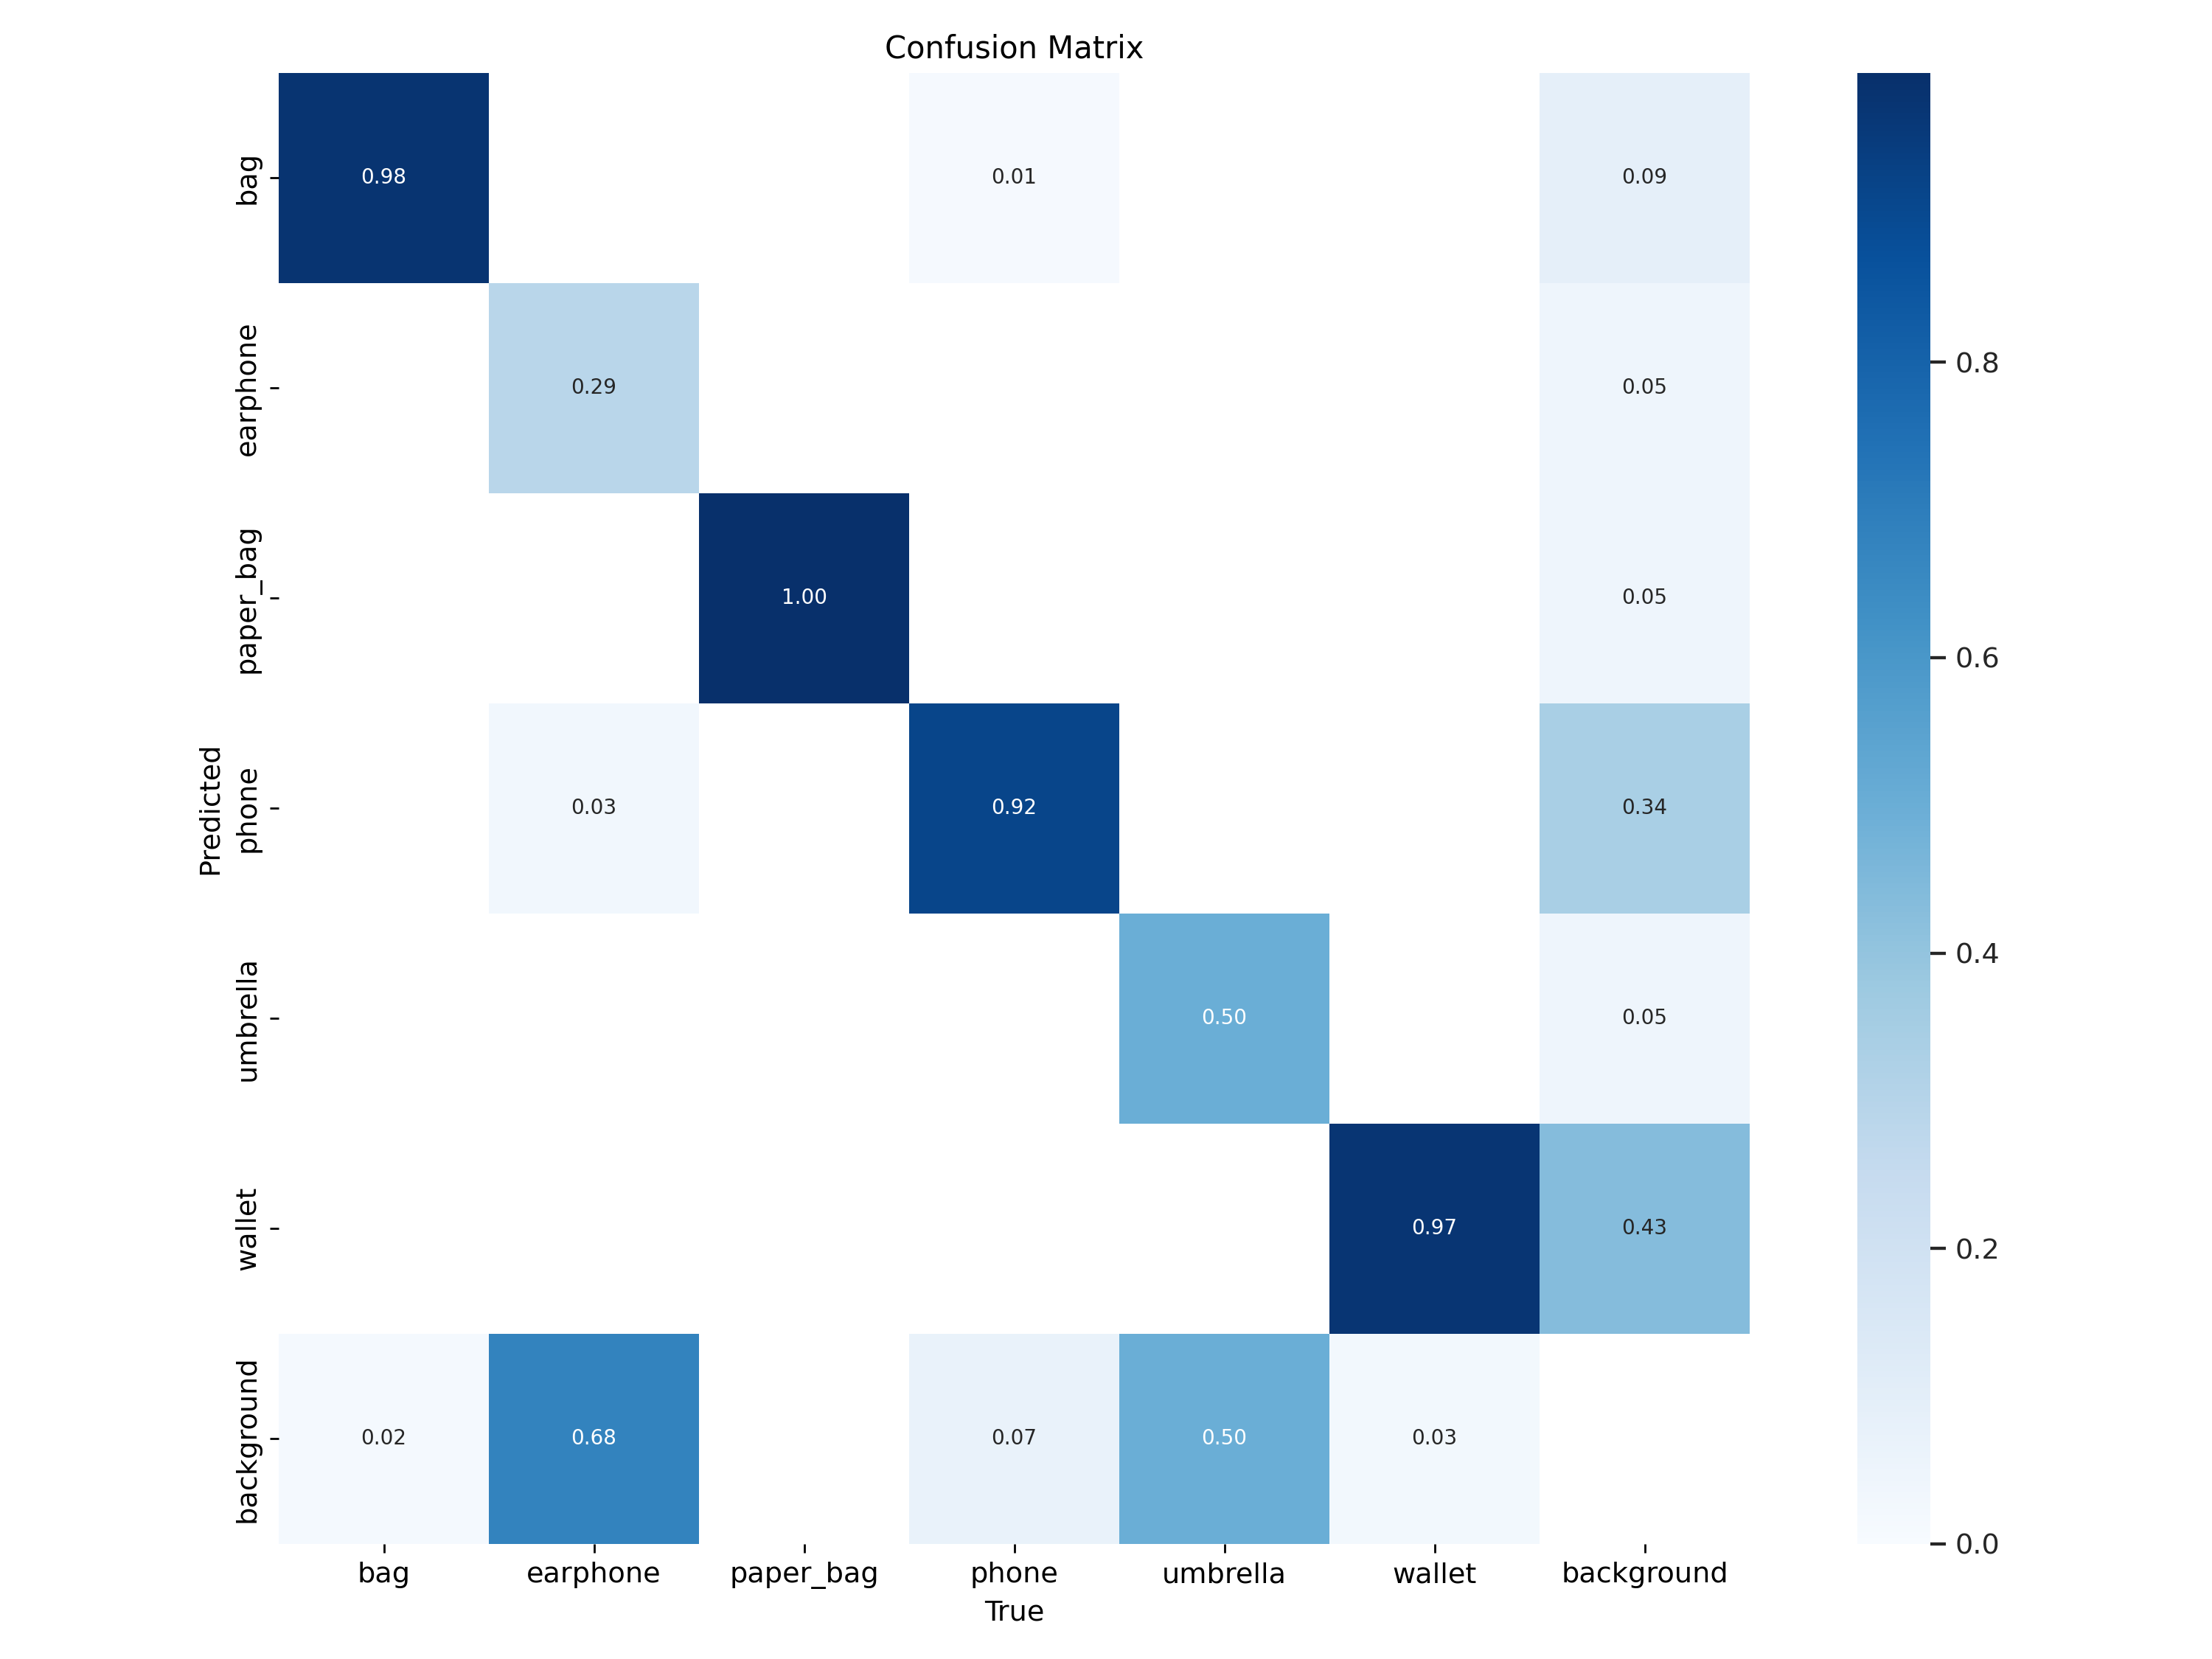 Confusion Matrix
bag 0.98 0.01 0.09
earphone 0.29 0.05
paper_bag 1.00 0.05
phone 0.03 0.92 0.34
umbrella 0.50 0.05
wallet 0.97 0.43
background 0.02 0.68 0.07 0.50 0.03
Predicted
bag earphone paper_bag phone umbrella wallet background
True
0.8
0.6
0.4
0.2
0.0